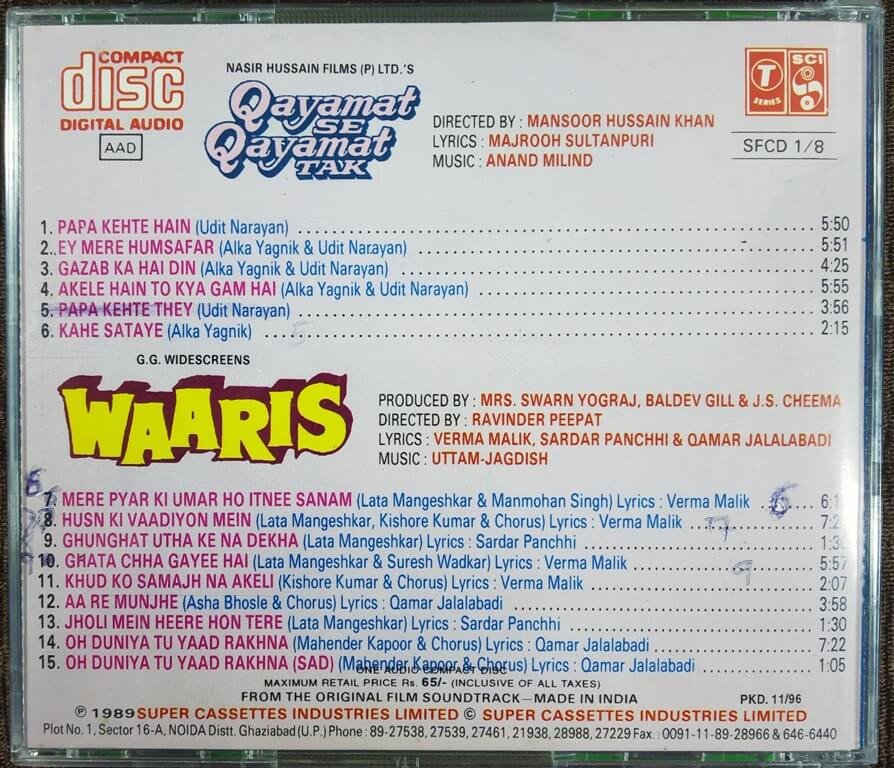 COMPACT
disc
DIGITAL AUDIO
AAD
NASIR HUSSAIN FILMS (P) LTD.'S
Qayamat
SE
Qayamat
TAK
DIRECTED BY : MANSOOR HUSSAIN KHAN
LYRICS : MAJROOH SULTANPURI
MUSIC : ANAND MILIND
T
SERIES
SCI
SFCD 1/8
1. PAPA KEHTE HAIN (Udit Narayan) 5:50
2. EY MERE HUMSAFAR (Alka Yagnik & Udit Narayan) 5:51
3. GAZAB KA HAI DIN (Alka Yagnik & Udit Narayan) 4:25
4. AKELE HAIN TO KYA GAM HAI (Alka Yagnik & Udit Narayan) 5:55
5. PAPA KEHTE THEY (Udit Narayan) 3:56
6. KAHE SATAYE (Alka Yagnik) 5 2:15
G.G. WIDESCREENS
WAARIS
PRODUCED BY : MRS. SWARN YOGRAJ, BALDEV GILL & J.S. CHEEMA
DIRECTED BY : RAVINDER PEEPAT
LYRICS : VERMA MALIK, SARDAR PANCHHI & QAMAR JALALABADI
MUSIC : UTTAM-JAGDISH
7. MERE PYAR KI UMAR HO ITNEE SANAM (Lata Mangeshkar & Manmohan Singh) Lyrics : Verma Malik 6
8. HUSN KI VAADIYON MEIN (Lata Mangeshkar, Kishore Kumar & Chorus) Lyrics : Verma Malik
9. GHUNGHAT UTHA KE NA DEKHA (Lata Mangeshkar) Lyrics : Sardar Panchhi
10. GHATA CHHA GAYEE HAI (Lata Mangeshkar & Suresh Wadkar) Lyrics : Verma Malik 9 5:57
11. KHUD KO SAMAJH NA AKELI (Kishore Kumar & Chorus) Lyrics : Verma Malik 2:07
12. AA RE MUNJHE (Asha Bhosle & Chorus) Lyrics : Qamar Jalalabadi 3:58
13. JHOLI MEIN HEERE HON TERE (Lata Mangeshkar) Lyrics : Sardar Panchhi 1:30
14. OH DUNIYA TU YAAD RAKHNA (Mahender Kapoor & Chorus) Lyrics : Qamar Jalalabadi 7:22
15. OH DUNIYA TU YAAD RAKHNA (SAD) (Mahender Kapoor & Chorus) Lyrics : Qamar Jalalabadi 1:05
ONE AUDIO COMPACT DISC
MAXIMUM RETAIL PRICE Rs. 65/- (INCLUSIVE OF ALL TAXES)
FROM THE ORIGINAL FILM SOUNDTRACK—MADE IN INDIA
PKD. 11/96
℗ 1989 SUPER CASSETTES INDUSTRIES LIMITED © SUPER CASSETTES INDUSTRIES LIMITED
Plot No. 1, Sector 16-A, NOIDA Distt. Ghaziabad (U.P.) Phone : 89-27538, 27539, 27461, 21938, 28988, 27229 Fax. : 0091-11-89-28966 & 646-6440